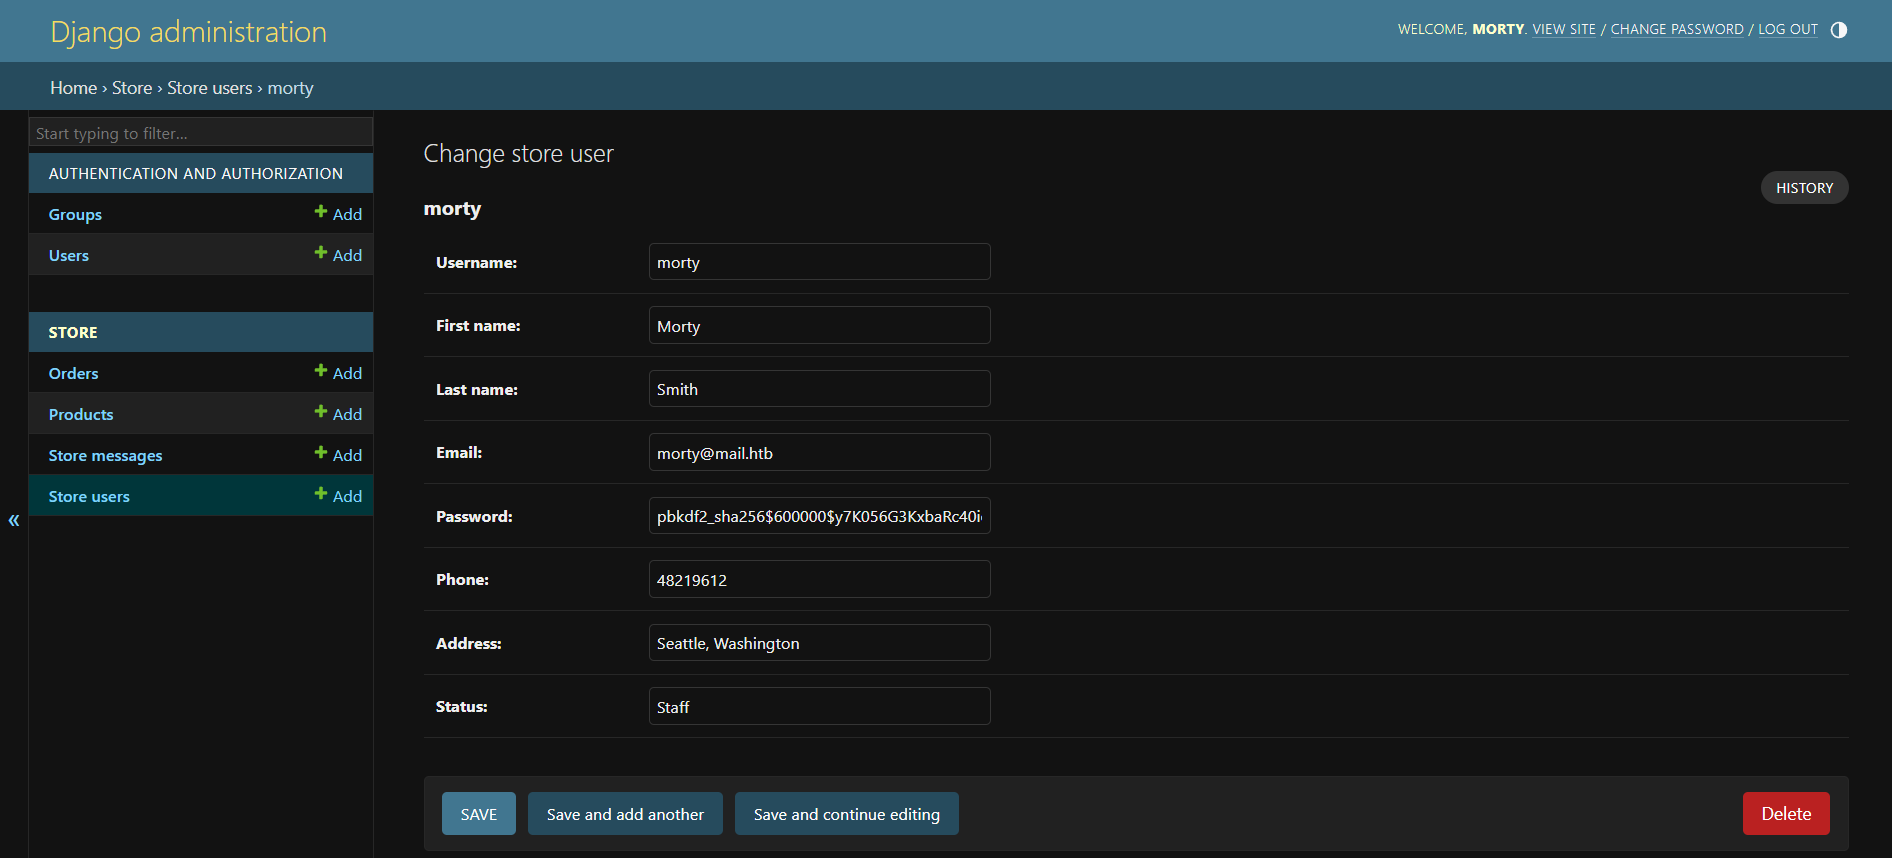 Django administration
WELCOME, MORTY. VIEW SITE / CHANGE PASSWORD / LOG OUT
Home › Store › Store users › morty
Start typing to filter...
AUTHENTICATION AND AUTHORIZATION
Groups + Add
Users + Add
STORE
Orders + Add
Products + Add
Store messages + Add
Store users + Add
«
Change store user
HISTORY
morty
Username: morty
First name: Morty
Last name: Smith
Email: morty@mail.htb
Password: pbkdf2_sha256$600000$y7K056G3KxbaRc40i
Phone: 48219612
Address: Seattle, Washington
Status: Staff
SAVE Save and add another Save and continue editing Delete